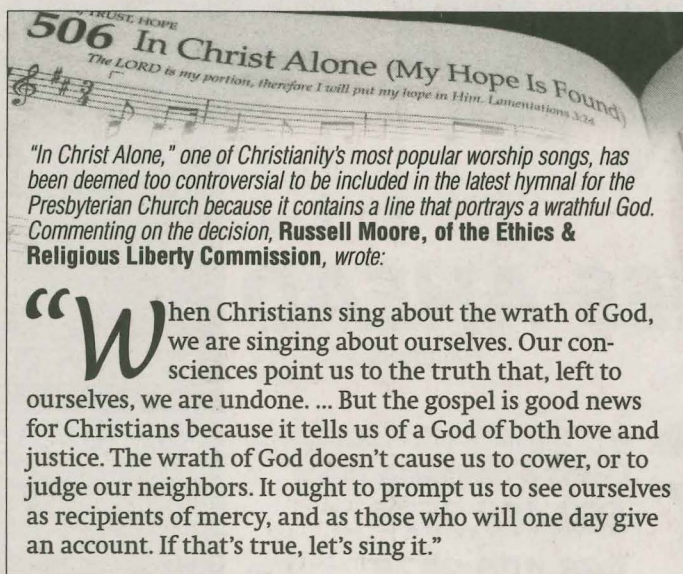 TRUST, HOPE
506 In Christ Alone (My Hope Is Found)
The LORD is my portion, therefore I will put my hope in Him. Lamentations 3:24
"In Christ Alone," one of Christianity's most popular worship songs, has
been deemed too controversial to be included in the latest hymnal for the
Presbyterian Church because it contains a line that portrays a wrathful God.
Commenting on the decision, Russell Moore, of the Ethics &
Religious Liberty Commission, wrote:
“When Christians sing about the wrath of God,
we are singing about ourselves. Our con-
sciences point us to the truth that, left to
ourselves, we are undone. ... But the gospel is good news
for Christians because it tells us of a God of both love and
justice. The wrath of God doesn't cause us to cower, or to
judge our neighbors. It ought to prompt us to see ourselves
as recipients of mercy, and as those who will one day give
an account. If that's true, let's sing it.”